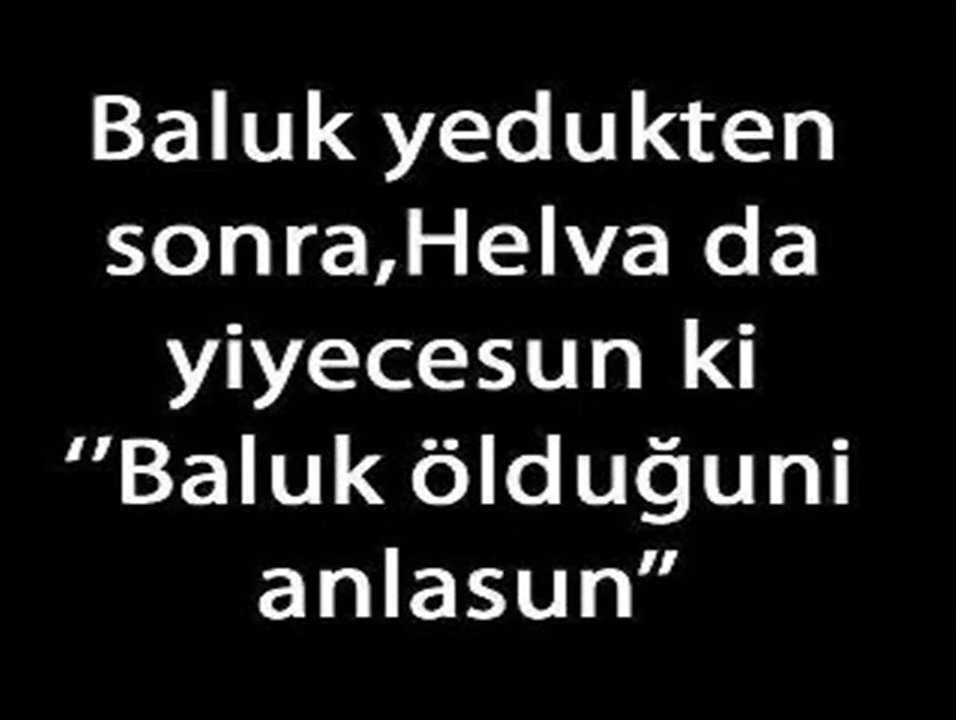 Baluk yedukten
sonra,Helva da
yiyecesun ki
‘’Baluk ölduğuni
anlasun”